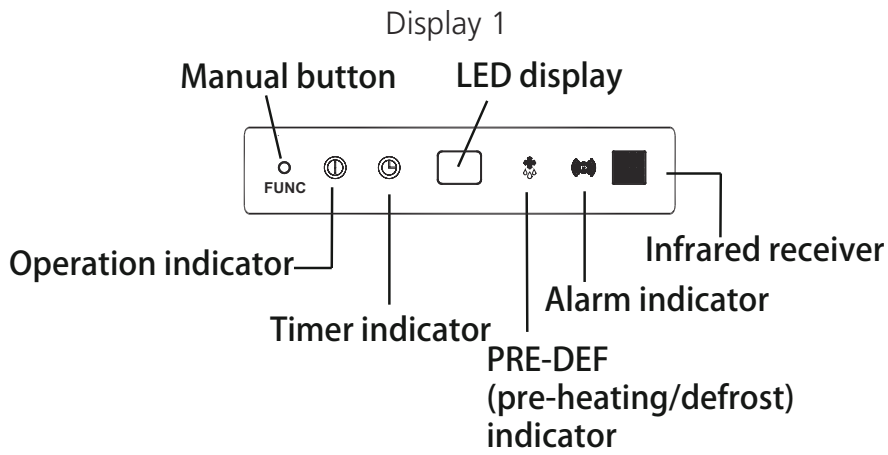 Display 1
Manual button
LED display
FUNC
Operation indicator
Infrared receiver
Alarm indicator
Timer indicator
PRE-DEF
(pre-heating/defrost)
indicator